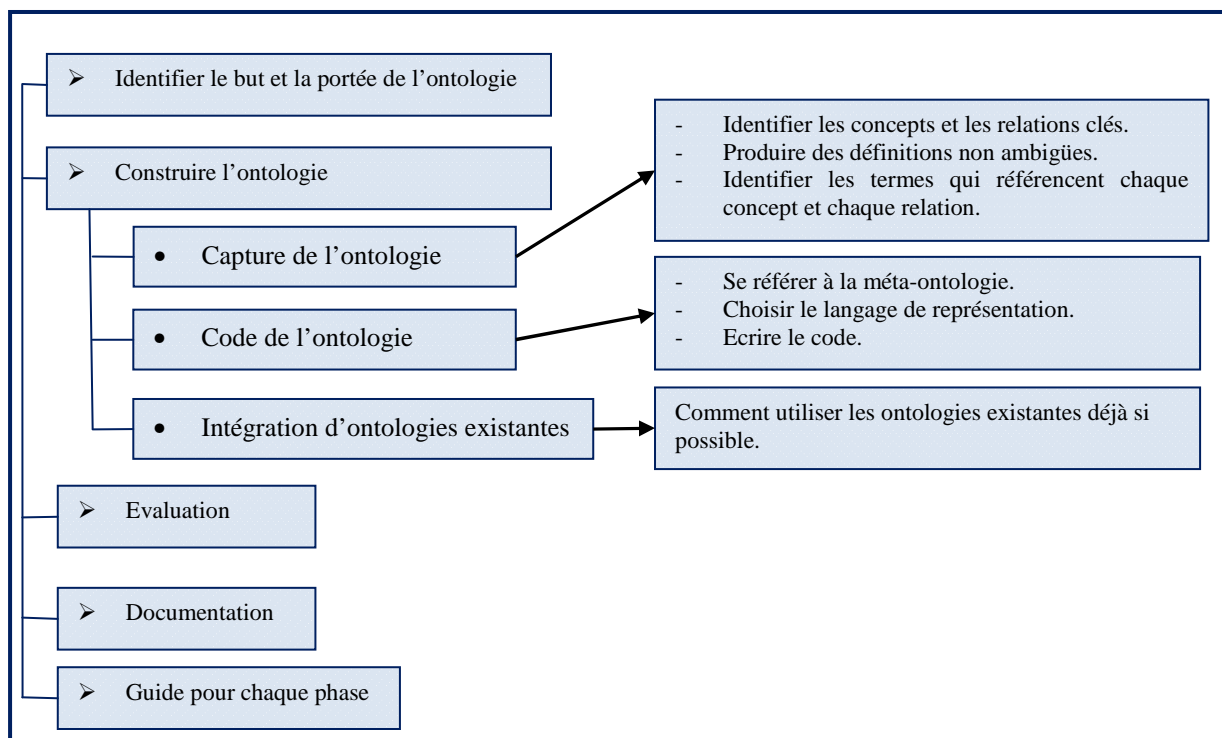 ➢ Identifier le but et la portée de l’ontologie
➢ Construire l’ontologie
• Capture de l’ontologie
- Identifier les concepts et les relations clés.
- Produire des définitions non ambigües.
- Identifier les termes qui référencent chaque
concept et chaque relation.
• Code de l’ontologie
- Se référer à la méta-ontologie.
- Choisir le langage de représentation.
- Ecrire le code.
• Intégration d’ontologies existantes
Comment utiliser les ontologies existantes déjà si
possible.
➢ Evaluation
➢ Documentation
➢ Guide pour chaque phase